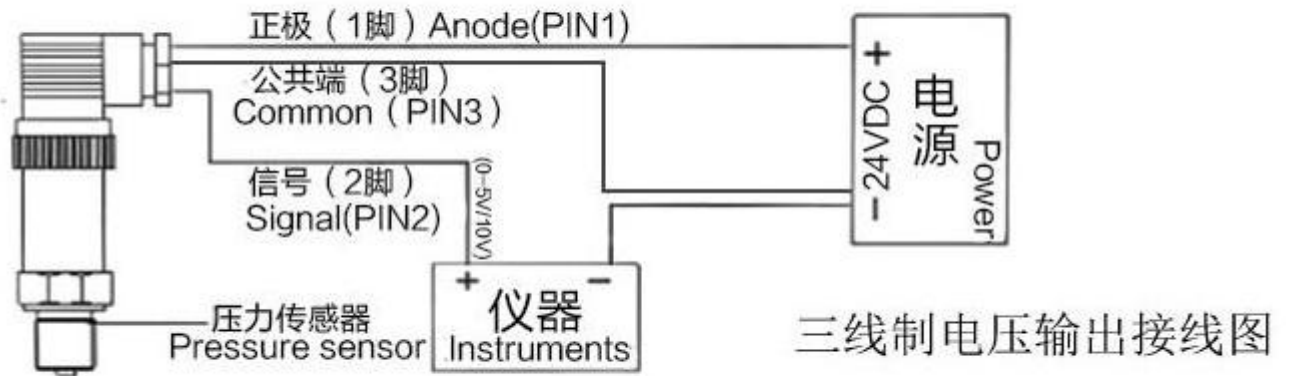 正极（1脚）Anode(PIN1)
公共端（3脚）
Common（PIN3）
信号（2脚）
Signal(PIN2)
(0-5V/10V)
+
-
24VDC
电源
Power
+
-
仪器
Instruments
压力传感器
Pressure sensor
三线制电压输出接线图